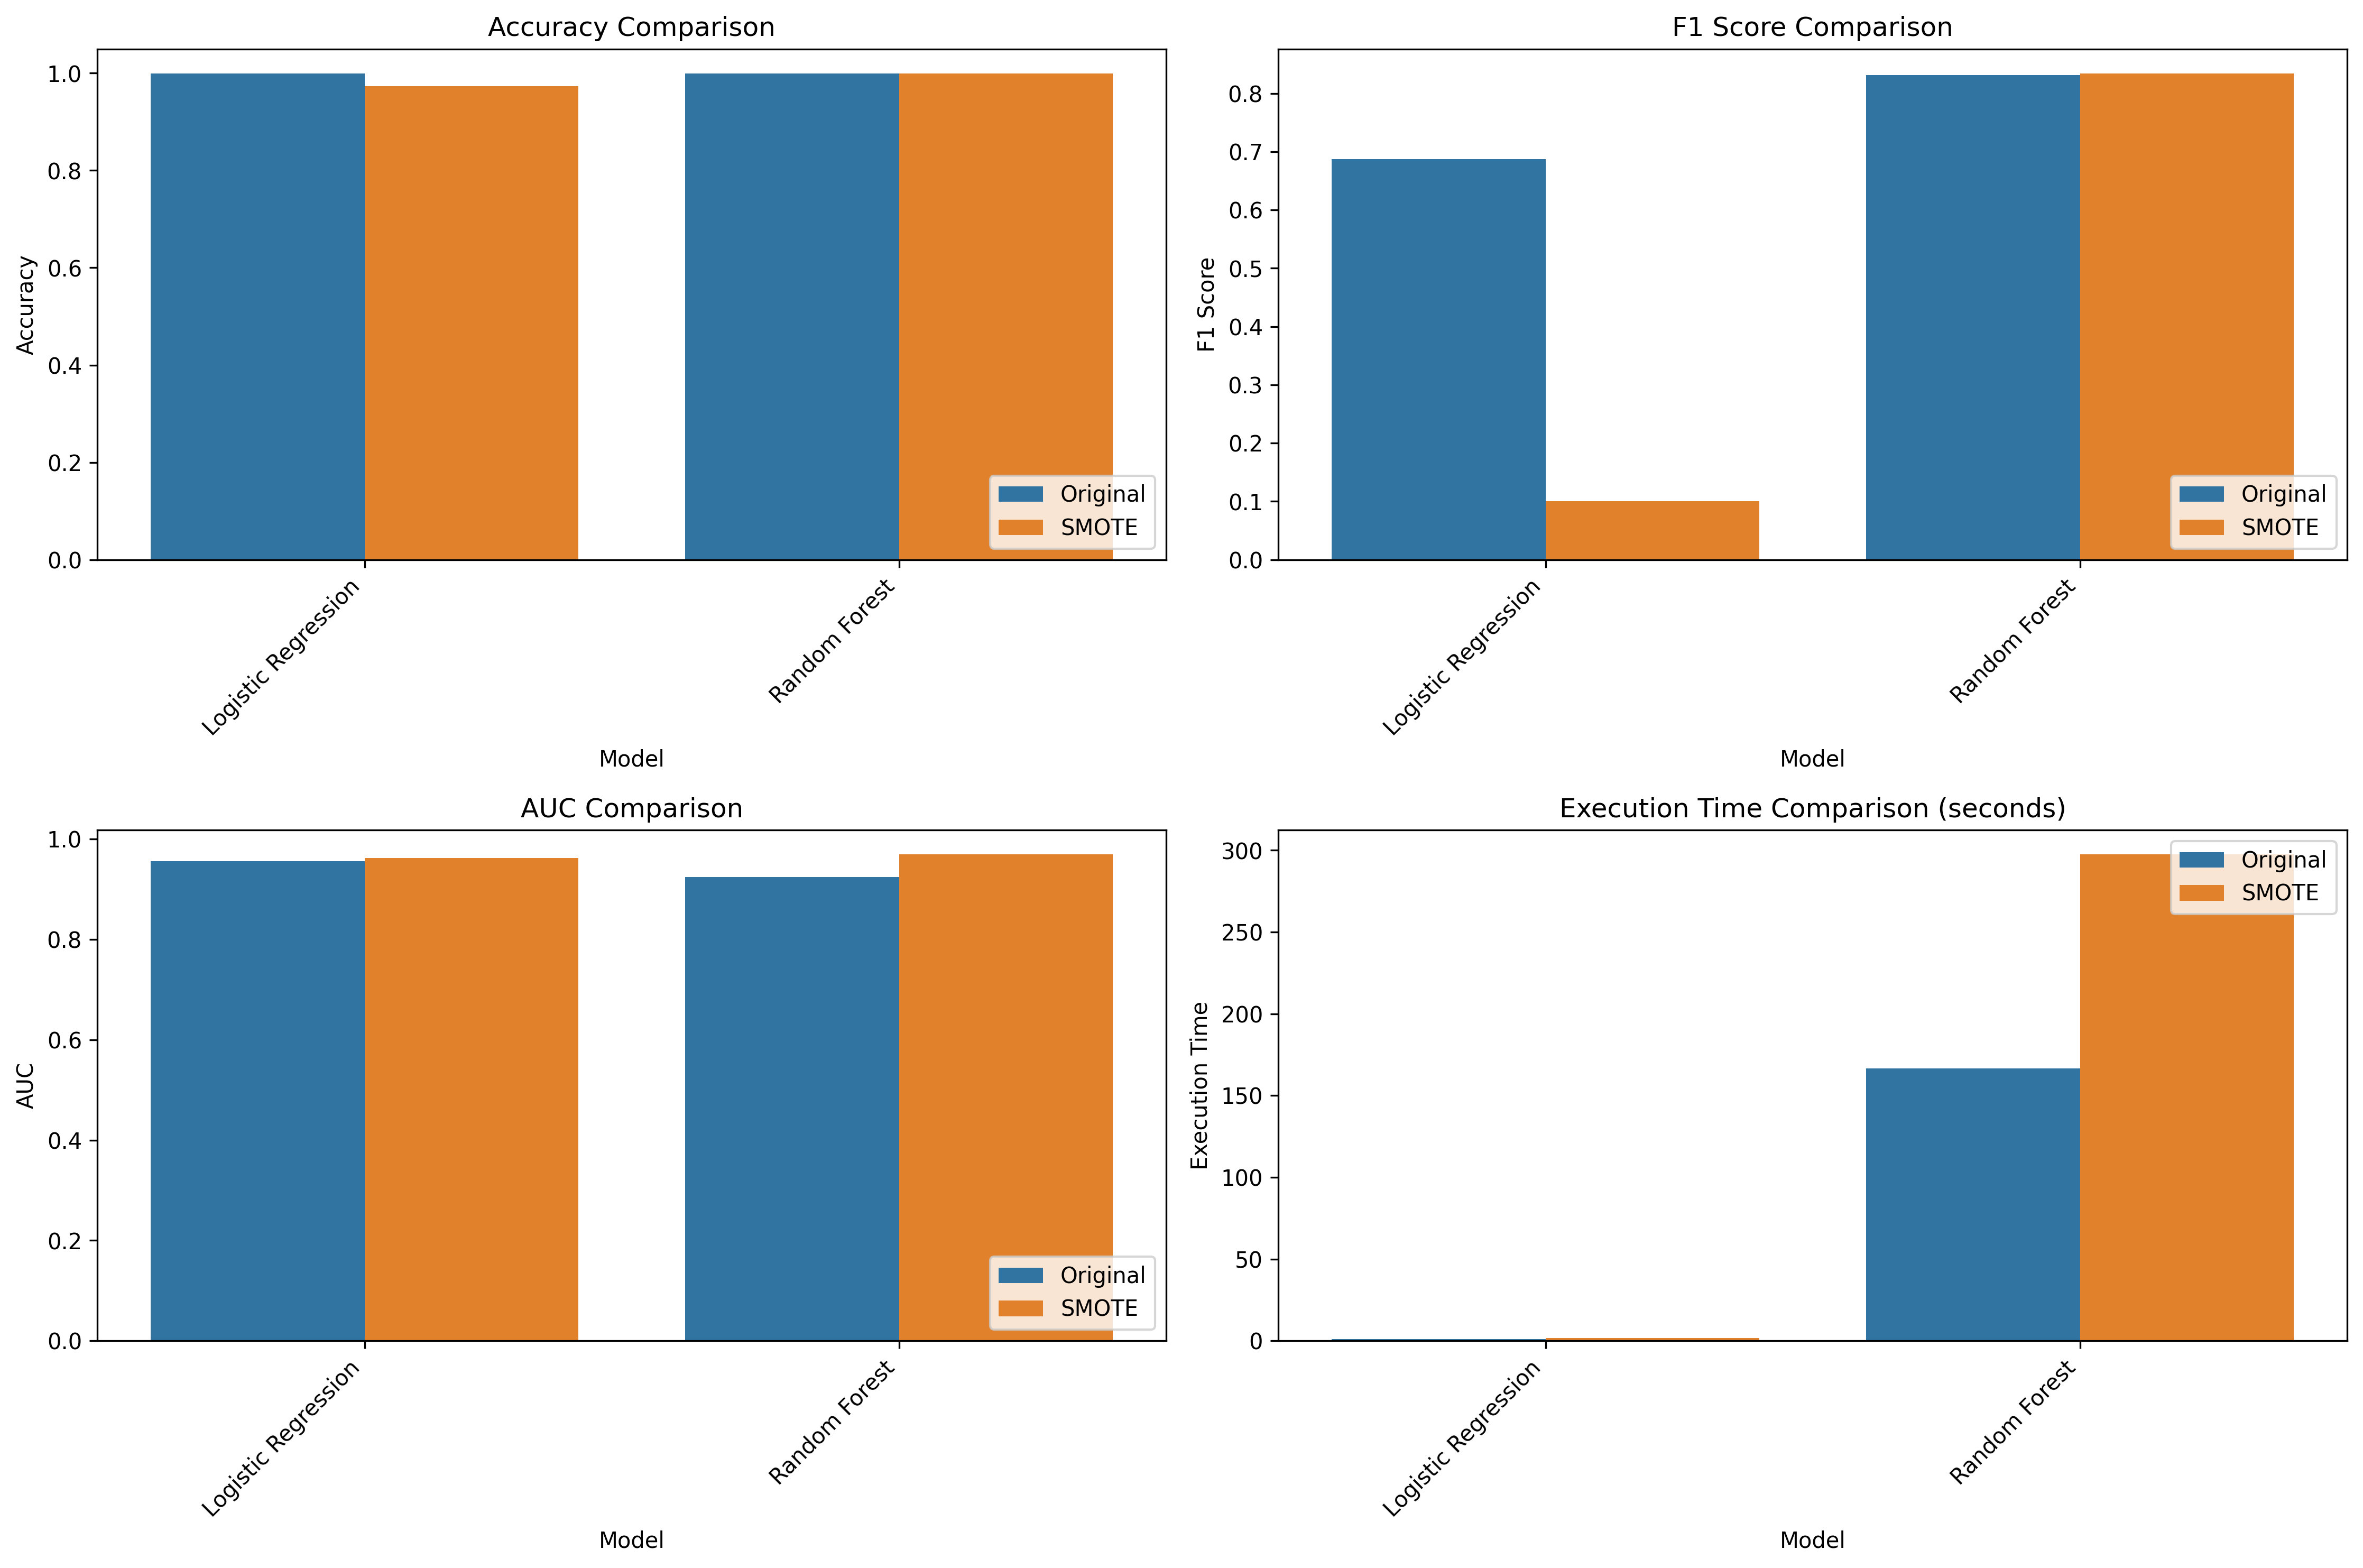 Accuracy Comparison
Accuracy
1.0
0.8
0.6
0.4
0.2
0.0
Original
SMOTE
Logistic Regression
Random Forest
Model
F1 Score Comparison
F1 Score
0.8
0.7
0.6
0.5
0.4
0.3
0.2
0.1
0.0
Original
SMOTE
Logistic Regression
Random Forest
Model
AUC Comparison
AUC
1.0
0.8
0.6
0.4
0.2
0.0
Original
SMOTE
Logistic Regression
Random Forest
Model
Execution Time Comparison (seconds)
Execution Time
300
250
200
150
100
50
0
Original
SMOTE
Logistic Regression
Random Forest
Model